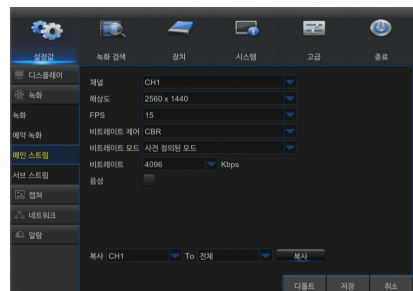 설정값 녹화 검색 장치 시스템 고급 종료
디스플레이
녹화
녹화
예약 녹화
메인 스트림
서브 스트림
캡쳐
네트워크
알람
채널 CH1
해상도 2560 x 1440
FPS 15
비트레이트 제어 CBR
비트레이트 모드 사전 정의된 모드
비트레이트 4096 Kbps
음성
복사 CH1 To 전체 복사
디폴트 저장 취소